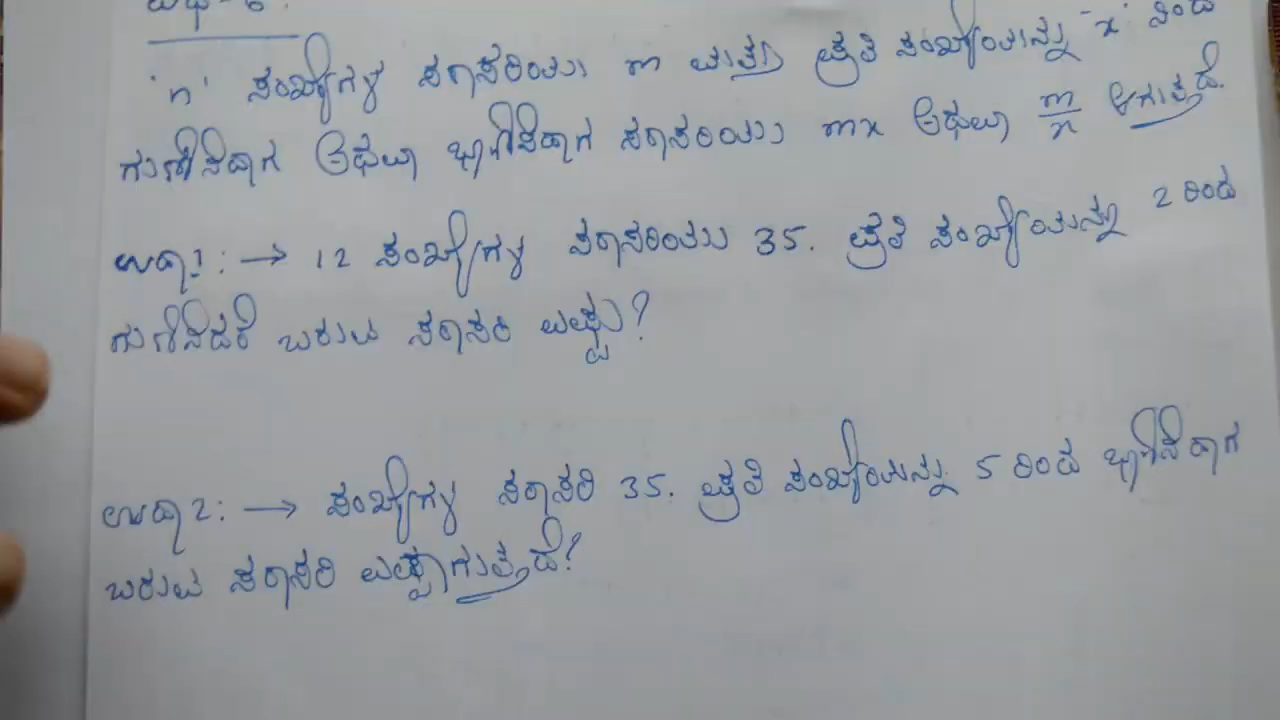 'n' ಸಂಖ್ಯೆಗಳ ಸರಾಸರಿಯು m ಮತ್ತು ಪ್ರತಿ ಸಂಖ್ಯೆಯನ್ನು 'x' ನಿಂದ
ಗುಣಿಸಿದಾಗ ಅಥವಾ ಭಾಗಿಸಿದಾಗ ಸರಾಸರಿಯು mx ಅಥವಾ m/x ಆಗುತ್ತದೆ.
ಉದಾ1: → 12 ಸಂಖ್ಯೆಗಳ ಸರಾಸರಿಯು 35. ಪ್ರತಿ ಸಂಖ್ಯೆಯನ್ನು 2 ರಿಂದ
ಗುಣಿಸಿದರೆ ಬರುವ ಸರಾಸರಿ ಎಷ್ಟು?
ಉದಾ2: → ಸಂಖ್ಯೆಗಳ ಸರಾಸರಿ 35. ಪ್ರತಿ ಸಂಖ್ಯೆಯನ್ನು 5 ರಿಂದ ಭಾಗಿಸಿದಾಗ
ಬರುವ ಸರಾಸರಿ ಎಷ್ಟಾಗುತ್ತದೆ?